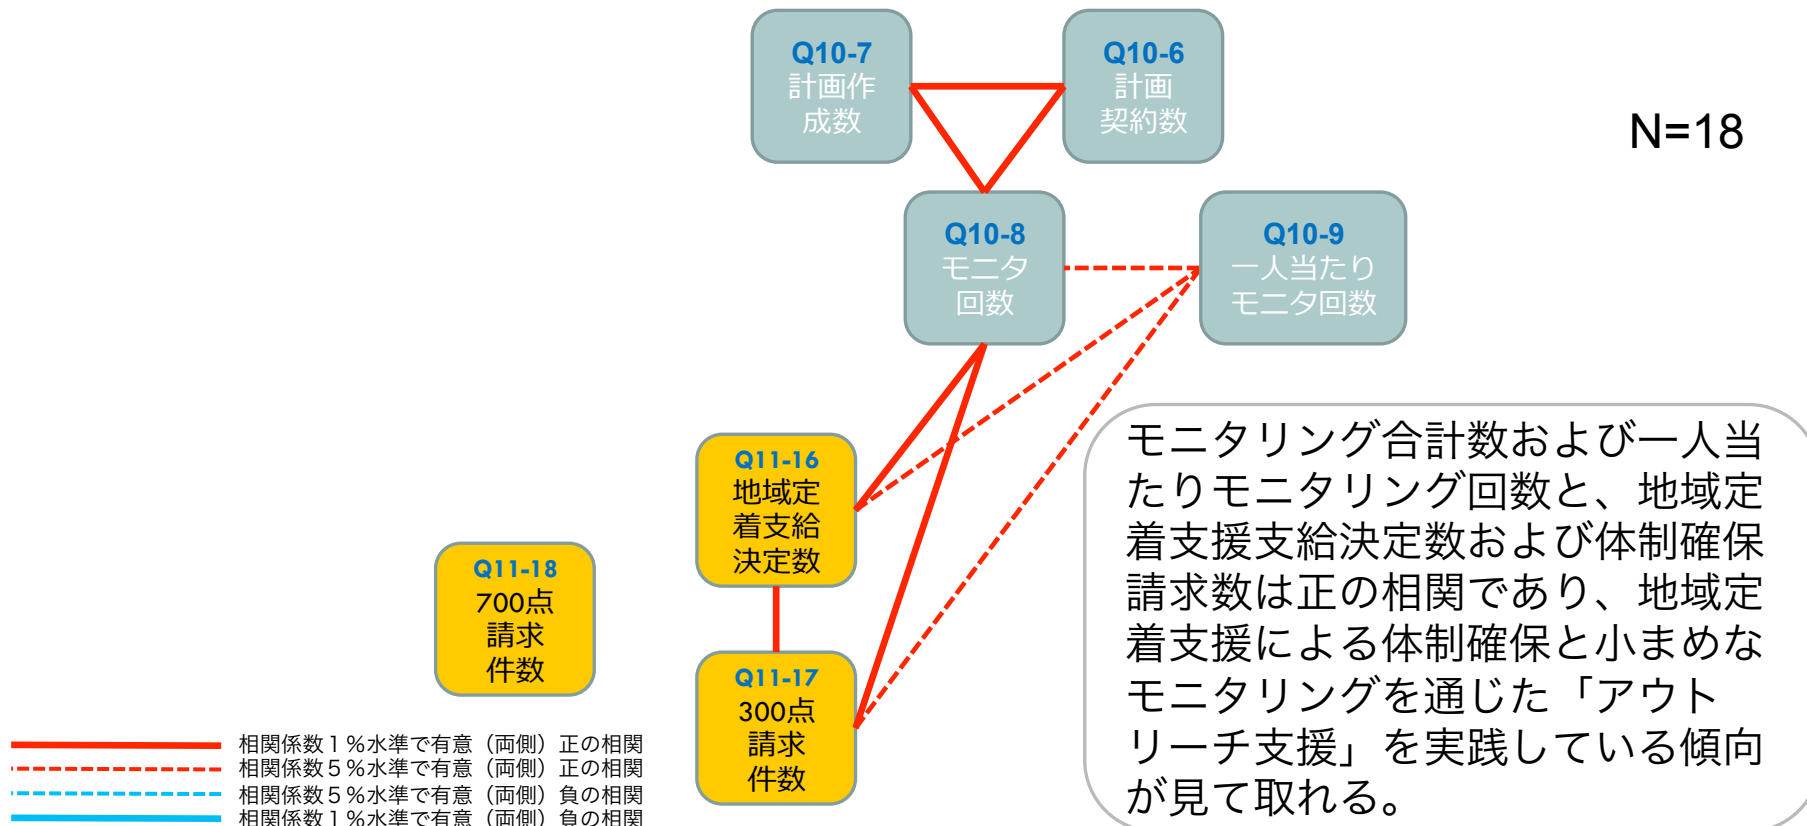 Q10-7
計画作
成数
Q10-6
計画
契約数
N=18
Q10-8
モニタ
回数
Q10-9
一人当たり
モニタ回数
Q11-16
地域定
着支給
決定数
Q11-18
700点
請求
件数
Q11-17
300点
請求
件数
モニタリング合計数および一人当
たりモニタリング回数と、地域定
着支援支給決定数および体制確保
請求数は正の相関であり、地域定
着支援による体制確保と小まめな
モニタリングを通じた「アウト
リーチ支援」を実践している傾向
が見て取れる。
相関係数1%水準で有意（両側）正の相関
相関係数5%水準で有意（両側）正の相関
相関係数5%水準で有意（両側）負の相関
相関係数1%水準で有意（両側）負の相関